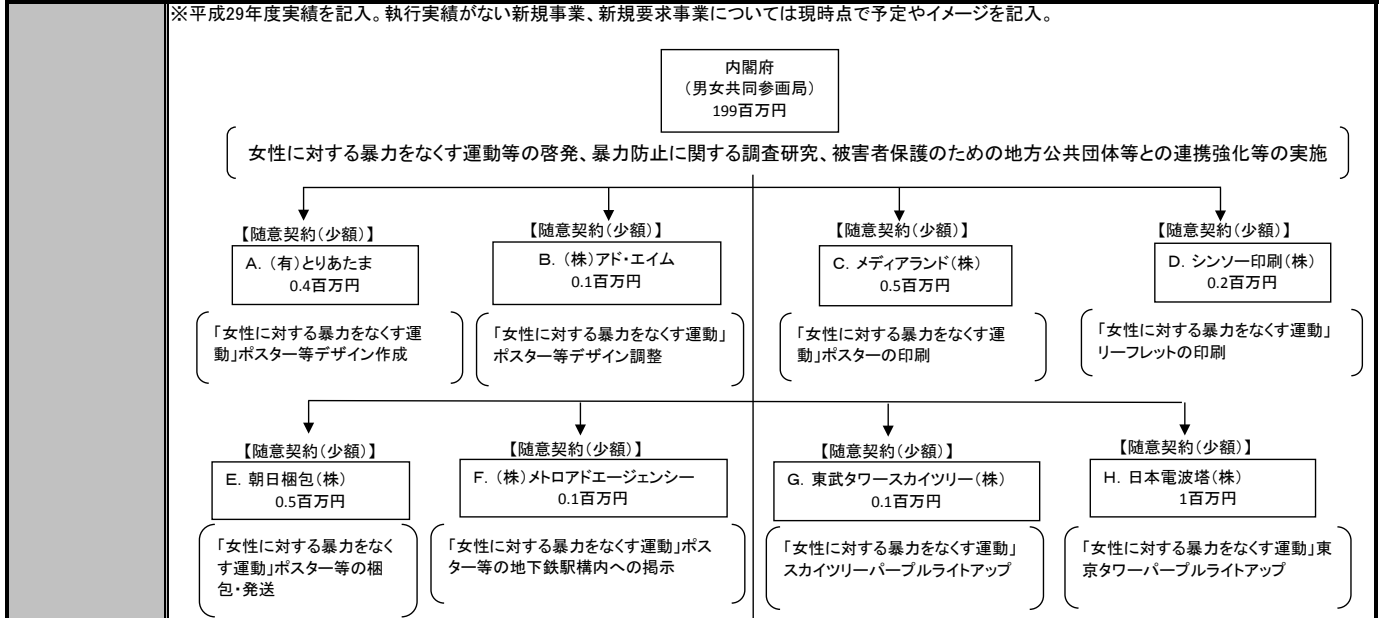 ※平成29年度実績を記入。執行実績がない新規事業、新規要求事業については現時点で予定やイメージを記入。
内閣府
（男女共同参画局）
199百万円
女性に対する暴力をなくす運動等の啓発、暴力防止に関する調査研究、被害者保護のための地方公共団体等との連携強化等の実施
【随意契約（少額）】
A．（有）とりあたま
0.4百万円
「女性に対する暴力をなくす運
動」ポスター等デザイン作成
【随意契約（少額）】
B．（株）アド・エイム
0.1百万円
「女性に対する暴力をなくす運動」
ポスター等デザイン調整
【随意契約（少額）】
C．メディアランド（株）
0.5百万円
「女性に対する暴力をなくす運
動」ポスターの印刷
【随意契約（少額）】
D．シンソー印刷（株）
0.2百万円
「女性に対する暴力をなくす運動」
リーフレットの印刷
【随意契約（少額）】
E．朝日梱包（株）
0.5百万円
「女性に対する暴力をなく
す運動」ポスター等の梱
包・発送
【随意契約（少額）】
F．（株）メトロアドエージェンシー
0.1百万円
「女性に対する暴力をなくす運動」ポス
ター等の地下鉄駅構内への掲示
【随意契約（少額）】
G．東武タワースカイツリー（株）
0.1百万円
「女性に対する暴力をなくす運動」
スカイツリーパープルライトアップ
【随意契約（少額）】
H．日本電波塔（株）
1百万円
「女性に対する暴力をなくす運動」東
京タワーパープルライトアップ